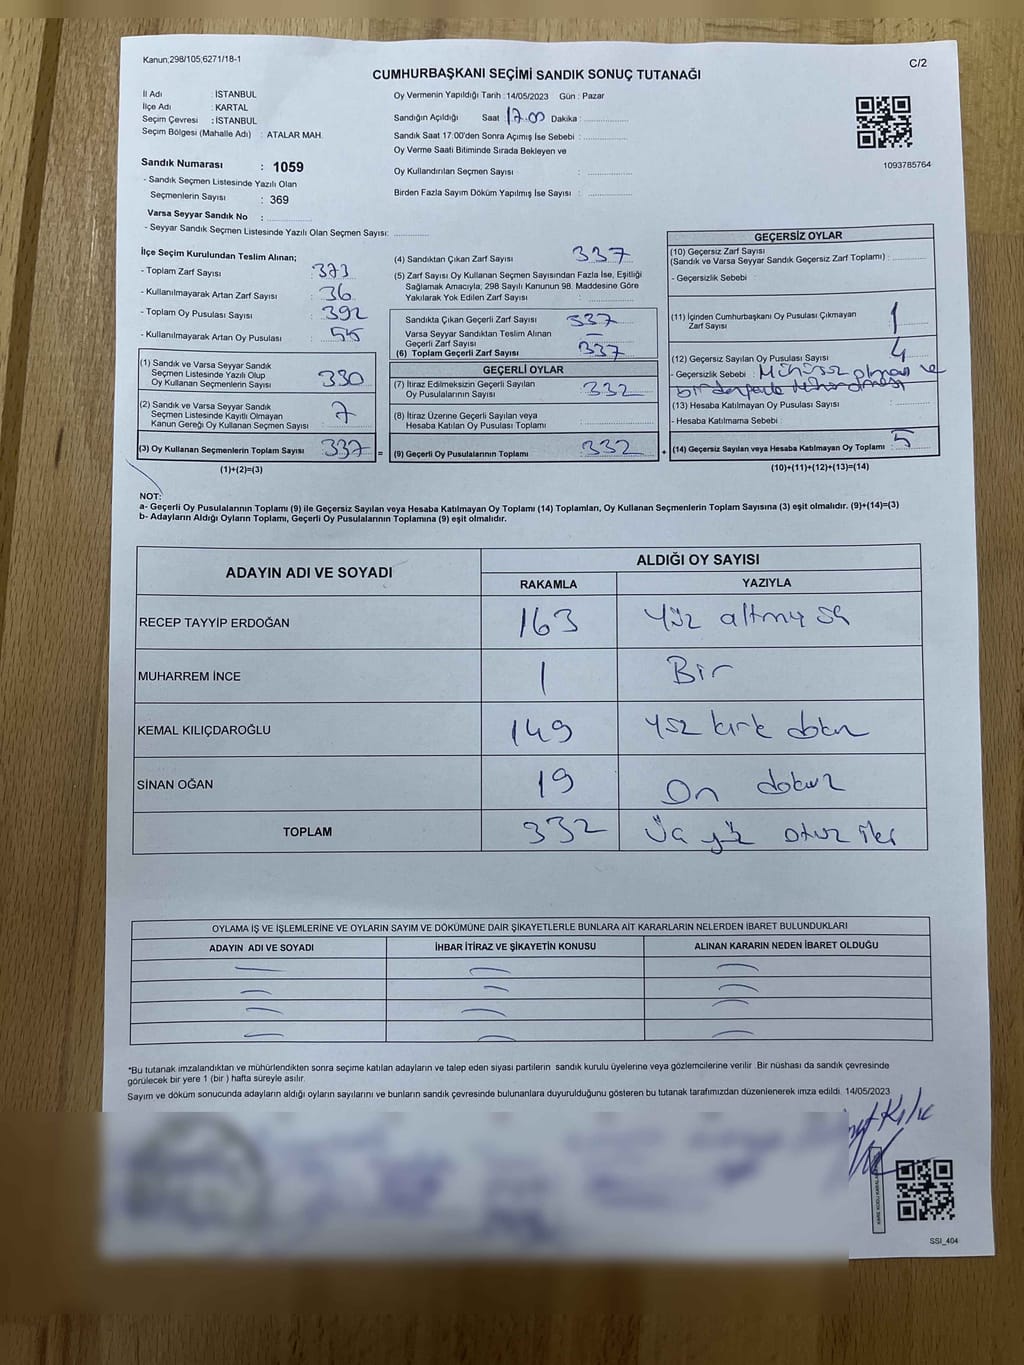 Kanun;298/105,6271/18-1
C/2
CUMHURBAŞKANI SEÇİMİ SANDIK SONUÇ TUTANAĞI
İl Adı : İSTANBUL
İlçe Adı : KARTAL
Seçim Çevresi : İSTANBUL
Seçim Bölgesi (Mahalle Adı) : ATALAR MAH.
Sandık Numarası : 1059
- Sandık Seçmen Listesinde Yazılı Olan
Seçmenlerin Sayısı : 369
Varsa Seyyar Sandık No :
- Seyyar Sandık Seçmen Listesinde Yazılı Olan Seçmen Sayısı:
Oy Vermenin Yapıldığı Tarih :14/05/2023 Gün : Pazar
Sandığın Açıldığı Saat 17.00 Dakika :
Sandık Saat 17:00'den Sonra Açımış İse Sebebi :
Oy Verme Saati Bitiminde Sırada Bekleyen ve
Oy Kullandırılan Seçmen Sayısı :
Birden Fazla Sayım Döküm Yapılmış İse Sayısı :
1093785764
İlçe Seçim Kurulundan Teslim Alınan;
- Toplam Zarf Sayısı : 373
- Kullanılmayarak Artan Zarf Sayısı : 36
- Toplam Oy Pusulası Sayısı : 392
- Kullanılmayarak Artan Oy Pusulası : 55
(1) Sandık ve Varsa Seyyar Sandık
Seçmen Listesinde Yazılı Olup
Oy Kullanan Seçmenlerin Sayısı : 330
(2) Sandık ve Varsa Seyyar Sandık
Seçmen Listesinde Kayıtlı Olmayan
Kanun Gereği Oy Kullanan Seçmen Sayısı : 7
(3) Oy Kullanan Seçmenlerin Toplam Sayısı : 337 =
(1)+(2)=(3)
(4) Sandıktan Çıkan Zarf Sayısı : 337
(5) Zarf Sayısı Oy Kullanan Seçmen Sayısından Fazla İse, Eşitliği
Sağlamak Amacıyla; 298 Sayılı Kanunun 98. Maddesine Göre
Yakılarak Yok Edilen Zarf Sayısı :
Sandıkta Çıkan Geçerli Zarf Sayısı : 337
Varsa Seyyar Sandıktan Teslim Alınan
Geçerli Zarf Sayısı : –
(6) Toplam Geçerli Zarf Sayısı : 337
GEÇERLİ OYLAR
(7) İtiraz Edilmeksizin Geçerli Sayılan
Oy Pusulalarının Sayısı : 332
(8) İtiraz Üzerine Geçerli Sayılan veya
Hesaba Katılan Oy Pusulası Toplamı :
(9) Geçerli Oy Pusulalarının Toplamı : 332 +
GEÇERSİZ OYLAR
(10) Geçersiz Zarf Sayısı
(Sandık ve Varsa Seyyar Sandık Geçersiz Zarf Toplamı) :
- Geçersizlik Sebebi :
(11) İçinden Cumhurbaşkanı Oy Pusulası Çıkmayan
Zarf Sayısı : 1
(12) Geçersiz Sayılan Oy Pusulası Sayısı : 4
- Geçersizlik Sebebi : Mühürsüz olması ve
birden fazla
(13) Hesaba Katılmayan Oy Pusulası Sayısı :
- Hesaba Katılmama Sebebi :
(14) Geçersiz Sayılan veya Hesaba Katılmayan Oy Toplamı : 5
(10)+(11)+(12)+(13)=(14)
NOT:
a- Geçerli Oy Pusulalarının Toplamı (9) ile Geçersiz Sayılan veya Hesaba Katılmayan Oy Toplamı (14) Toplamları, Oy Kullanan Seçmenlerin Toplam Sayısına (3) eşit olmalıdır. (9)+(14)=(3)
b- Adayların Aldığı Oyların Toplamı, Geçerli Oy Pusulalarının Toplamına (9) eşit olmalıdır.
ADAYIN ADI VE SOYADI ALDIĞI OY SAYISI
RAKAMLA YAZIYLA
RECEP TAYYİP ERDOĞAN 163 Yüz altmış üç
MUHARREM İNCE 1 Bir
KEMAL KILIÇDAROĞLU 149 Yüz kırk dokuz
SİNAN OĞAN 19 On dokuz
TOPLAM 332 Üç yüz otuz iki
OYLAMA İŞ VE İŞLEMLERİNE VE OYLARIN SAYIM VE DÖKÜMÜNE DAİR ŞİKAYETLERLE BUNLARA AİT KARARLARIN NELERDEN İBARET BULUNDUKLARI
ADAYIN ADI VE SOYADI İHBAR İTİRAZ VE ŞİKAYETİN KONUSU ALINAN KARARIN NEDEN İBARET OLDUĞU
*Bu tutanak imzalandıktan ve mühürlendikten sonra seçime katılan adayların ve talep eden siyasi partilerin sandık kurulu üyelerine veya gözlemcilerine verilir. Bir nüshası da sandık çevresinde
görülecek bir yere 1 (bir ) hafta süreyle asılır.
Sayım ve döküm sonucunda adayların aldığı oyların sayılarını ve bunların sandık çevresinde bulunanlara duyurulduğunu gösteren bu tutanak tarafımızdan düzenlenerek imza edildi. 14/05/2023
SSI_404